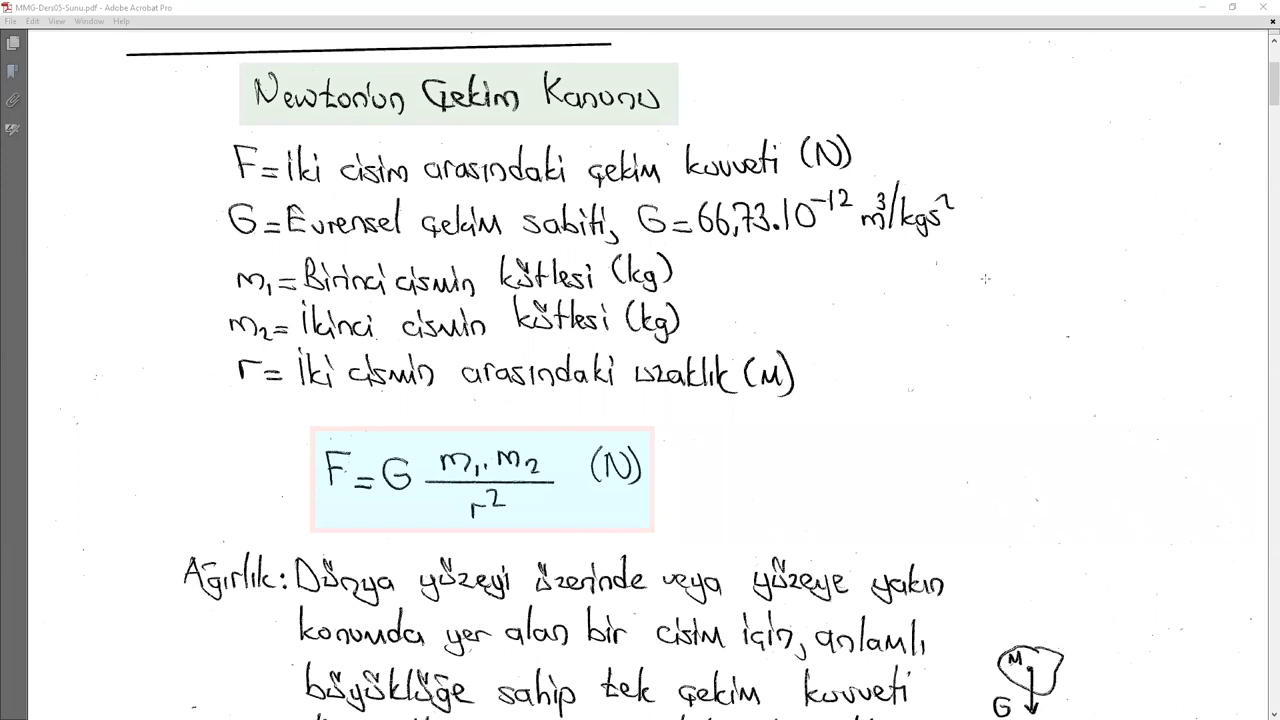 MMG-Ders05-Sunu.pdf - Adobe Acrobat Pro
File Edit View Window Help
Newton'un Çekim Kanunu
F = İki cisim arasındaki çekim kuvveti (N)
G = Evrensel çekim sabiti, G = 66,73.10⁻¹² m³/kgs²
m₁ = Birinci cismin kütlesi (kg)
m₂ = İkinci cismin kütlesi (kg)
r = İki cismin arasındaki uzaklık (M)
F = G m₁.m₂ / r² (N)
Ağırlık: Dünya yüzeyi üzerinde veya yüzeye yakın
konumda yer alan bir cisim için, anlamlı
M
büyüklüğe sahip tek çekim kuvveti
G